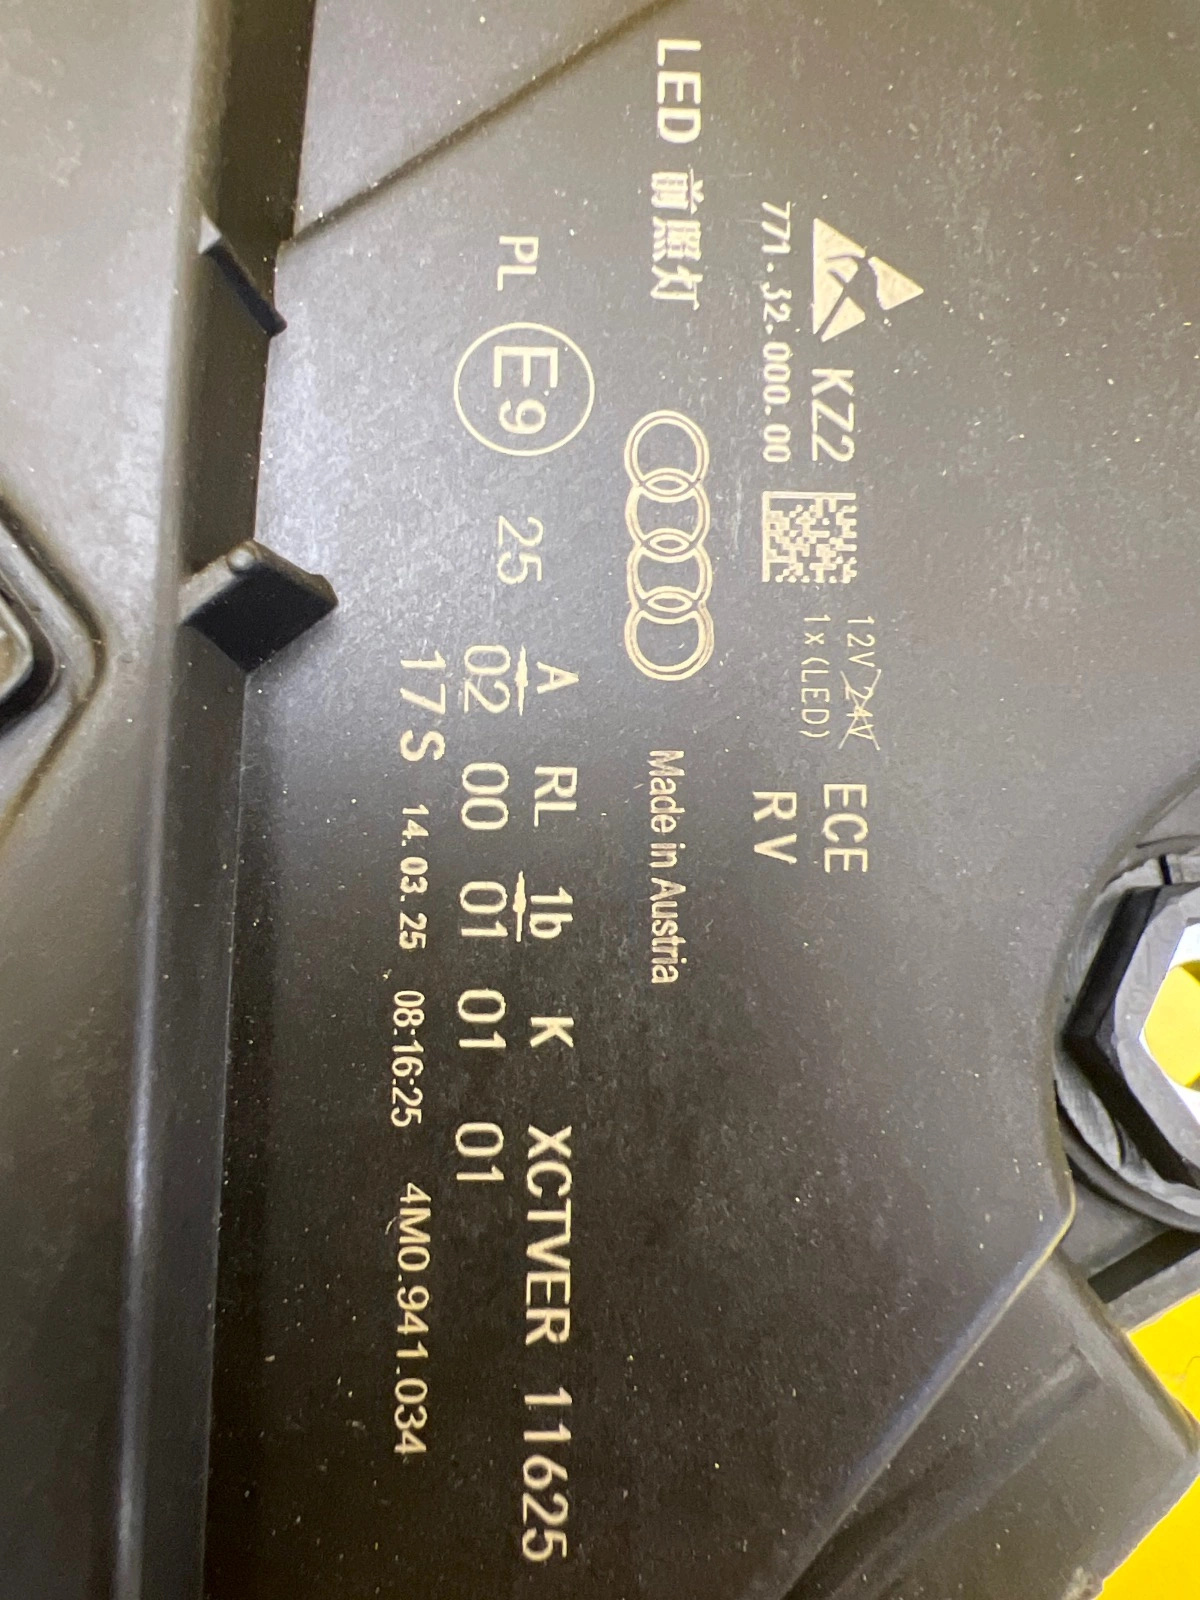 KZ2
771.32.000.00
12V 24V
1x(LED)
ECE
RV
LED 前照灯
Made in Austria
PL E9 25
A RL 1b K XCTVER 11625
02 00 01 01 01
17S 14.03.25 08:16:25 4M0.941.034